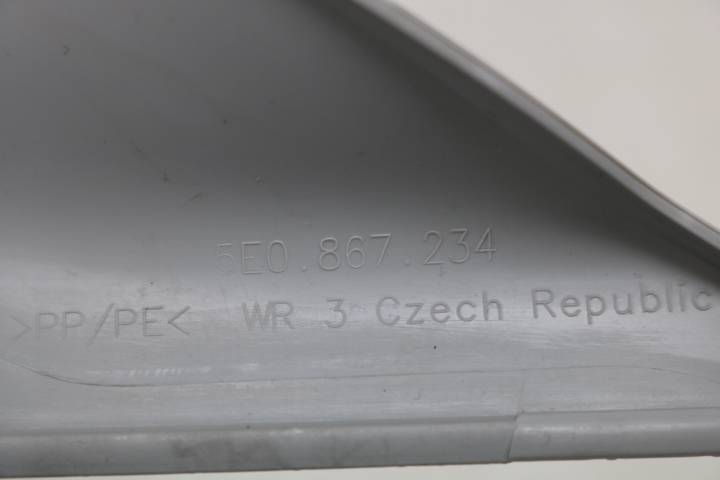 5E0.867.234
>PP/PE< WR 3 Czech Republic